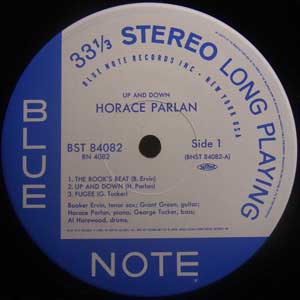 33⅓ STEREO LONG PLAYING
BLUE NOTE RECORDS INC · NEW YORK USA
UP AND DOWN
HORACE PARLAN
BST 84082
BN 4082
Side 1
(BNST 84082-A)
1. THE BOOK'S BEAT (B. Ervin)
2. UP AND DOWN (H. Parlan)
3. FUGEE (G. Tucker)
Booker Ervin, tenor sax; Grant Green, guitar;
Horace Parlan, piano; George Tucker, bass;
Al Harewood, drums.
BLUE
NOTE